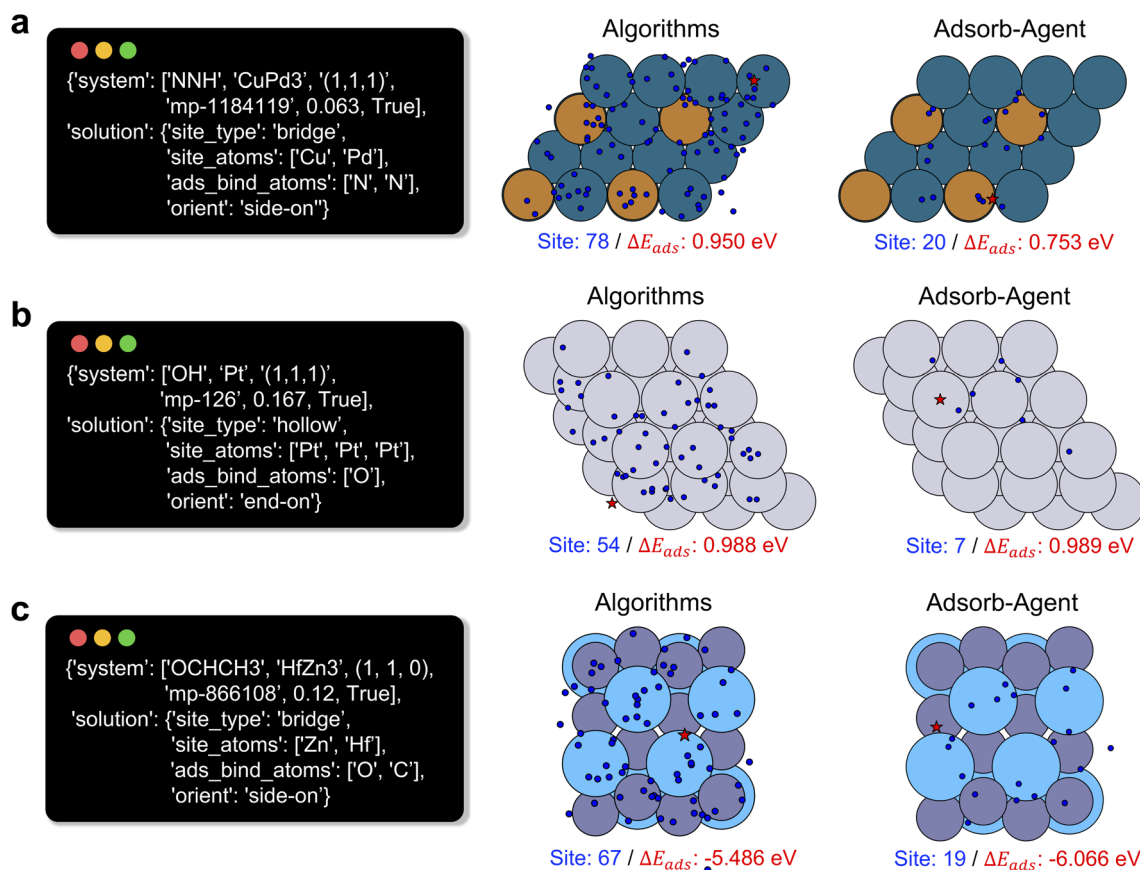 a
{'system': ['NNH', 'CuPd3', '(1,1,1)',
'mp-1184119', 0.063, True],
'solution': {'site_type': 'bridge',
'site_atoms': ['Cu', 'Pd'],
'ads_bind_atoms': ['N', 'N'],
'orient': 'side-on''}
Algorithms
Site: 78 / ΔE_ads: 0.950 eV
Adsorb-Agent
Site: 20 / ΔE_ads: 0.753 eV
b
{'system': ['OH', 'Pt', '(1,1,1)',
'mp-126', 0.167, True],
'solution': {'site_type': 'hollow',
'site_atoms': ['Pt', 'Pt', 'Pt'],
'ads_bind_atoms': ['O'],
'orient': 'end-on'}
Algorithms
Site: 54 / ΔE_ads: 0.988 eV
Adsorb-Agent
Site: 7 / ΔE_ads: 0.989 eV
c
{'system': ['OCHCH3', 'HfZn3', (1, 1, 0),
'mp-866108', 0.12, True],
'solution': {'site_type': 'bridge',
'site_atoms': ['Zn', 'Hf'],
'ads_bind_atoms': ['O', 'C'],
'orient': 'side-on'}
Algorithms
Site: 67 / ΔE_ads: -5.486 eV
Adsorb-Agent
Site: 19 / ΔE_ads: -6.066 eV